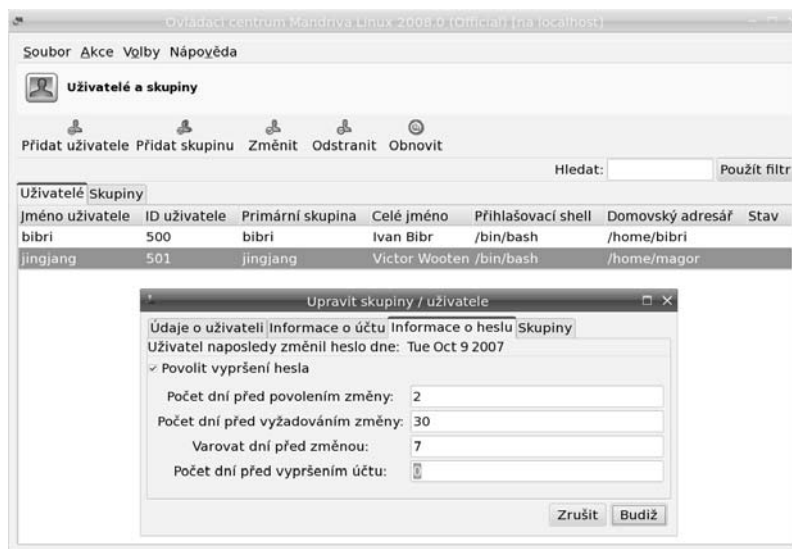 Ovládací centrum Mandriva Linux 2008.0 (Official) [na localhost]
Soubor Akce Volby Nápověda
Uživatelé a skupiny
Přidat uživatele Přidat skupinu Změnit Odstranit Obnovit
Hledat: Použít filtr
Uživatelé Skupiny
Jméno uživatele ID uživatele Primární skupina Celé jméno Přihlašovací shell Domovský adresář Stav
bibri 500 bibri Ivan Bibr /bin/bash /home/bibri
jingjang 501 jingjang Victor Wooten /bin/bash /home/magor
Upravit skupiny / uživatele
Údaje o uživateli Informace o účtu Informace o heslu Skupiny
Uživatel naposledy změnil heslo dne: Tue Oct 9 2007
Povolit vypršení hesla
Počet dní před povolením změny: 2
Počet dní před vyžadováním změny: 30
Varovat dní před změnou: 7
Počet dní před vypršením účtu: 0
Zrušit Budiž